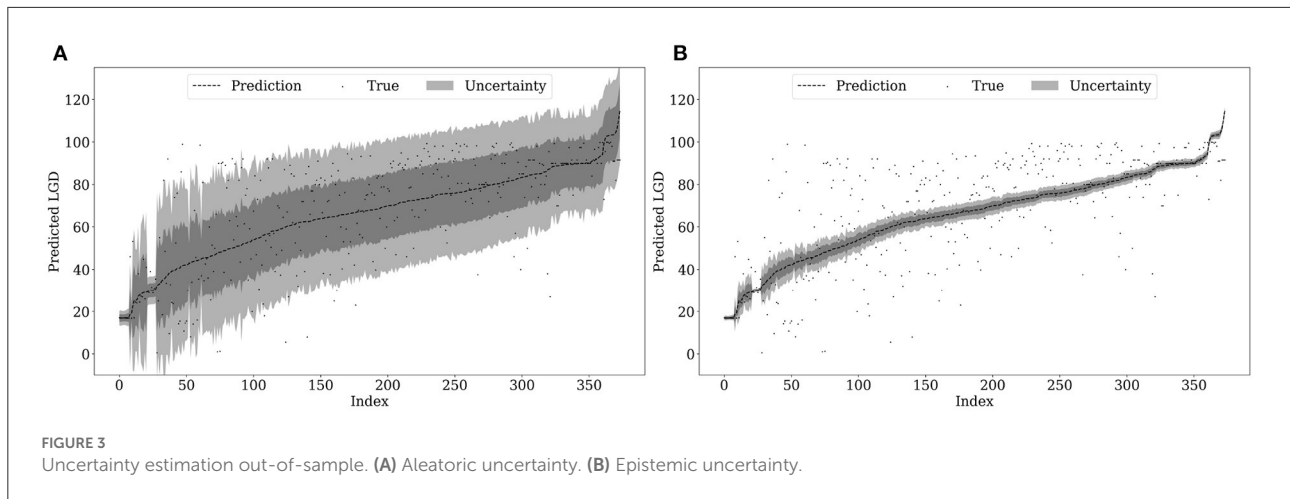 A
B
Prediction True Uncertainty
Prediction True Uncertainty
120
100
80
60
40
20
0
Predicted LGD
120
100
80
60
40
20
0
Predicted LGD
0 50 100 150 200 250 300 350
Index
0 50 100 150 200 250 300 350
Index
FIGURE 3
Uncertainty estimation out-of-sample. (A) Aleatoric uncertainty. (B) Epistemic uncertainty.